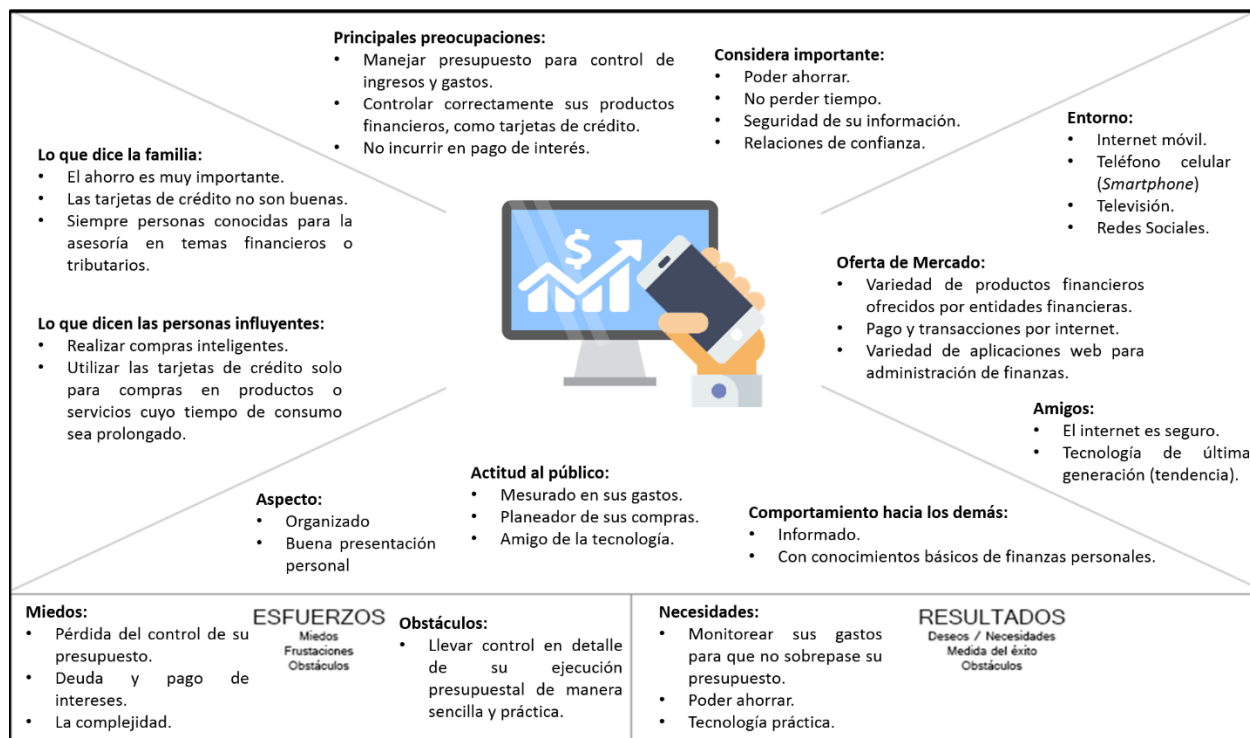 Principales preocupaciones:
• Manejar presupuesto para control de
ingresos y gastos.
• Controlar correctamente sus productos
financieros, como tarjetas de crédito.
• No incurrir en pago de interés.
Considera importante:
• Poder ahorrar.
• No perder tiempo.
• Seguridad de su información.
• Relaciones de confianza.
Lo que dice la familia:
• El ahorro es muy importante.
• Las tarjetas de crédito no son buenas.
• Siempre personas conocidas para la
asesoría en temas financieros o
tributarios.
Lo que dicen las personas influyentes:
• Realizar compras inteligentes.
• Utilizar las tarjetas de crédito solo
para compras en productos o
servicios cuyo tiempo de consumo
sea prolongado.
$
Entorno:
• Internet móvil.
• Teléfono celular
(Smartphone)
• Televisión.
• Redes Sociales.
Oferta de Mercado:
• Variedad de productos financieros
ofrecidos por entidades financieras.
• Pago y transacciones por internet.
• Variedad de aplicaciones web para
administración de finanzas.
Amigos:
• El internet es seguro.
• Tecnología de última
generación (tendencia).
Aspecto:
• Organizado
• Buena presentación
personal
Actitud al público:
• Mesurado en sus gastos.
• Planeador de sus compras.
• Amigo de la tecnología.
Comportamiento hacia los demás:
• Informado.
• Con conocimientos básicos de finanzas personales.
Miedos:
• Pérdida del control de su
presupuesto.
• Deuda y pago de
intereses.
• La complejidad.
ESFUERZOS
Miedos
Frustaciones
Obstáculos
Obstáculos:
• Llevar control en detalle
de su ejecución
presupuestal de manera
sencilla y práctica.
Necesidades:
• Monitorear sus gastos
para que no sobrepase su
presupuesto.
• Poder ahorrar.
• Tecnología práctica.
RESULTADOS
Deseos / Necesidades
Medida del éxito
Obstáculos